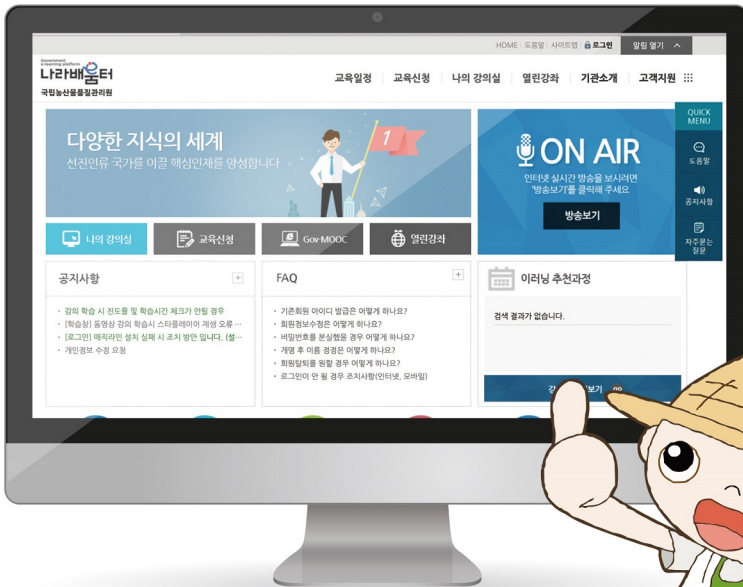 HOME 도움말 사이트맵 로그인 알림 열기
Government
e-learning platform
나라배움터
국립농산물품질관리원
교육일정 교육신청 나의 강의실 열린강좌 기관소개 고객지원
QUICK
MENU
도움말
공지사항
자주묻는
질문
다양한 지식의 세계
선진인류 국가를 이끌 핵심인재를 양성합니다
1
ON AIR
인터넷 실시간 방송을 보시려면
'방송보기'를 클릭해 주세요
방송보기
나의 강의실 교육신청 Gov-MOOC 열린강좌
공지사항
· 강의 학습 시 진도율 및 학습시간 체크가 안될 경우
· [학습창] 동영상 강의 학습시 스타플레이어 재생 오류 …
· [로그인] 매직라인 설치 실패 시 조치 방안 입니다. (설…
· 개인정보 수정 요청
FAQ
· 기존회원 아이디 발급은 어떻게 하나요?
· 회원정보수정은 어떻게 하나요?
· 비밀번호를 분실했을 경우 어떻게 하나요?
· 개명 후 이름 경경은 어떻게 하나요?
· 회원탈퇴를 원할 경우 어떻게 하나요?
· 로그인이 안 될 경우 조치사항(인터넷, 모바일)
이러닝 추천과정
검색 결과가 없습니다.
보기